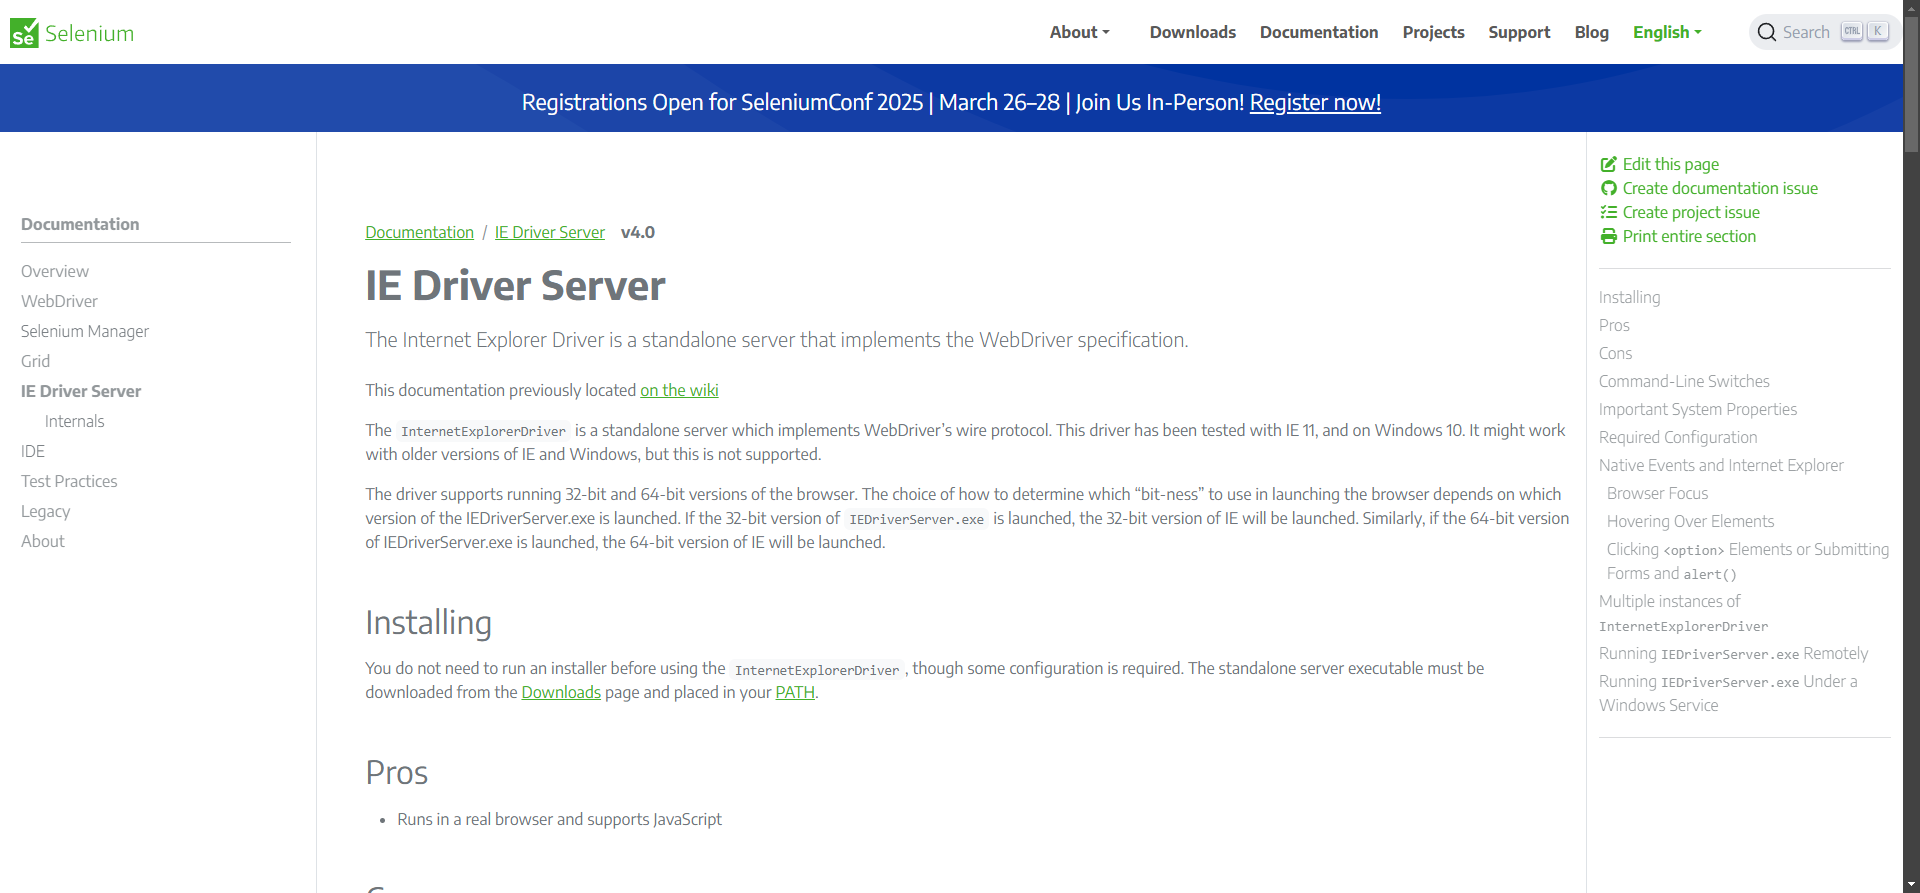 Se Selenium
About
Downloads
Documentation
Projects
Support
Blog
English
Search CTRL K
Registrations Open for SeleniumConf 2025 | March 26–28 | Join Us In-Person! Register now!
Documentation
Overview
WebDriver
Selenium Manager
Grid
IE Driver Server
Internals
IDE
Test Practices
Legacy
About
Documentation / IE Driver Server v4.0
IE Driver Server
The Internet Explorer Driver is a standalone server that implements the WebDriver specification.
This documentation previously located on the wiki
The InternetExplorerDriver is a standalone server which implements WebDriver’s wire protocol. This driver has been tested with IE 11, and on Windows 10. It might work
with older versions of IE and Windows, but this is not supported.
The driver supports running 32-bit and 64-bit versions of the browser. The choice of how to determine which “bit-ness” to use in launching the browser depends on which
version of the IEDriverServer.exe is launched. If the 32-bit version of IEDriverServer.exe is launched, the 32-bit version of IE will be launched. Similarly, if the 64-bit version
of IEDriverServer.exe is launched, the 64-bit version of IE will be launched.
Installing
You do not need to run an installer before using the InternetExplorerDriver, though some configuration is required. The standalone server executable must be
downloaded from the Downloads page and placed in your PATH.
Pros
• Runs in a real browser and supports JavaScript
Edit this page
Create documentation issue
Create project issue
Print entire section
Installing
Pros
Cons
Command-Line Switches
Important System Properties
Required Configuration
Native Events and Internet Explorer
Browser Focus
Hovering Over Elements
Clicking <option> Elements or Submitting
Forms and alert()
Multiple instances of
InternetExplorerDriver
Running IEDriverServer.exe Remotely
Running IEDriverServer.exe Under a
Windows Service